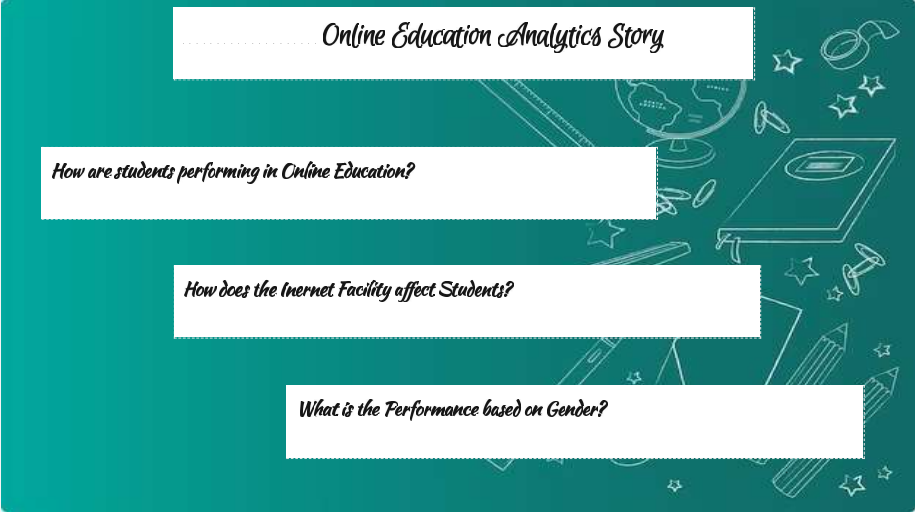 Online Education Analytics Story
How are students performing in Online Education?
How does the Inernet Facility affect Students?
What is the Performance based on Gender?